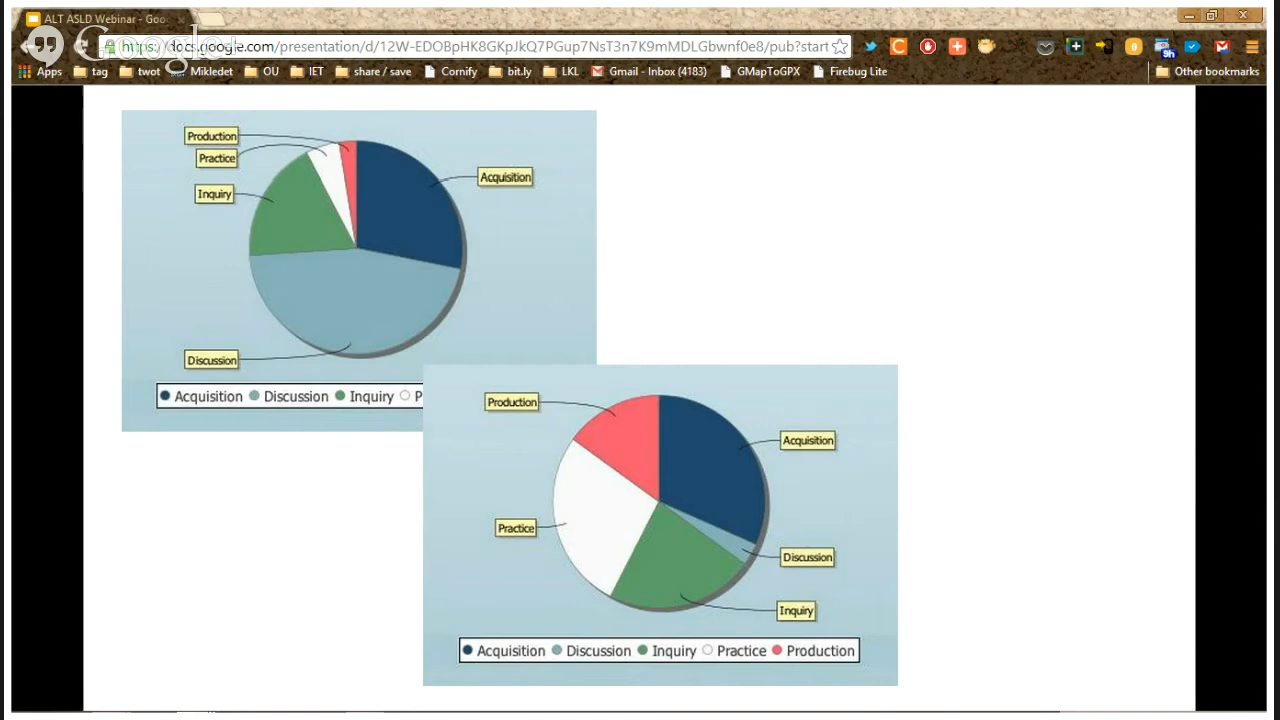 ALT ASLD Webinar - Goo
Google+
https://docs.google.com/presentation/d/12W-EDOBpHK8GKpJkQ7PGup7NsT3n7K9mMDLGbwnf0e8/pub?start
9h
Apps tag twot Mikledet OU IET share / save Cornify bit.ly LKL Gmail - Inbox (4183) GMapToGPX Firebug Lite Other bookmarks
Production
Practice
Acquisition
Inquiry
Discussion
Acquisition Discussion Inquiry P
Production
Acquisition
Practice
Discussion
Inquiry
Acquisition Discussion Inquiry Practice Production